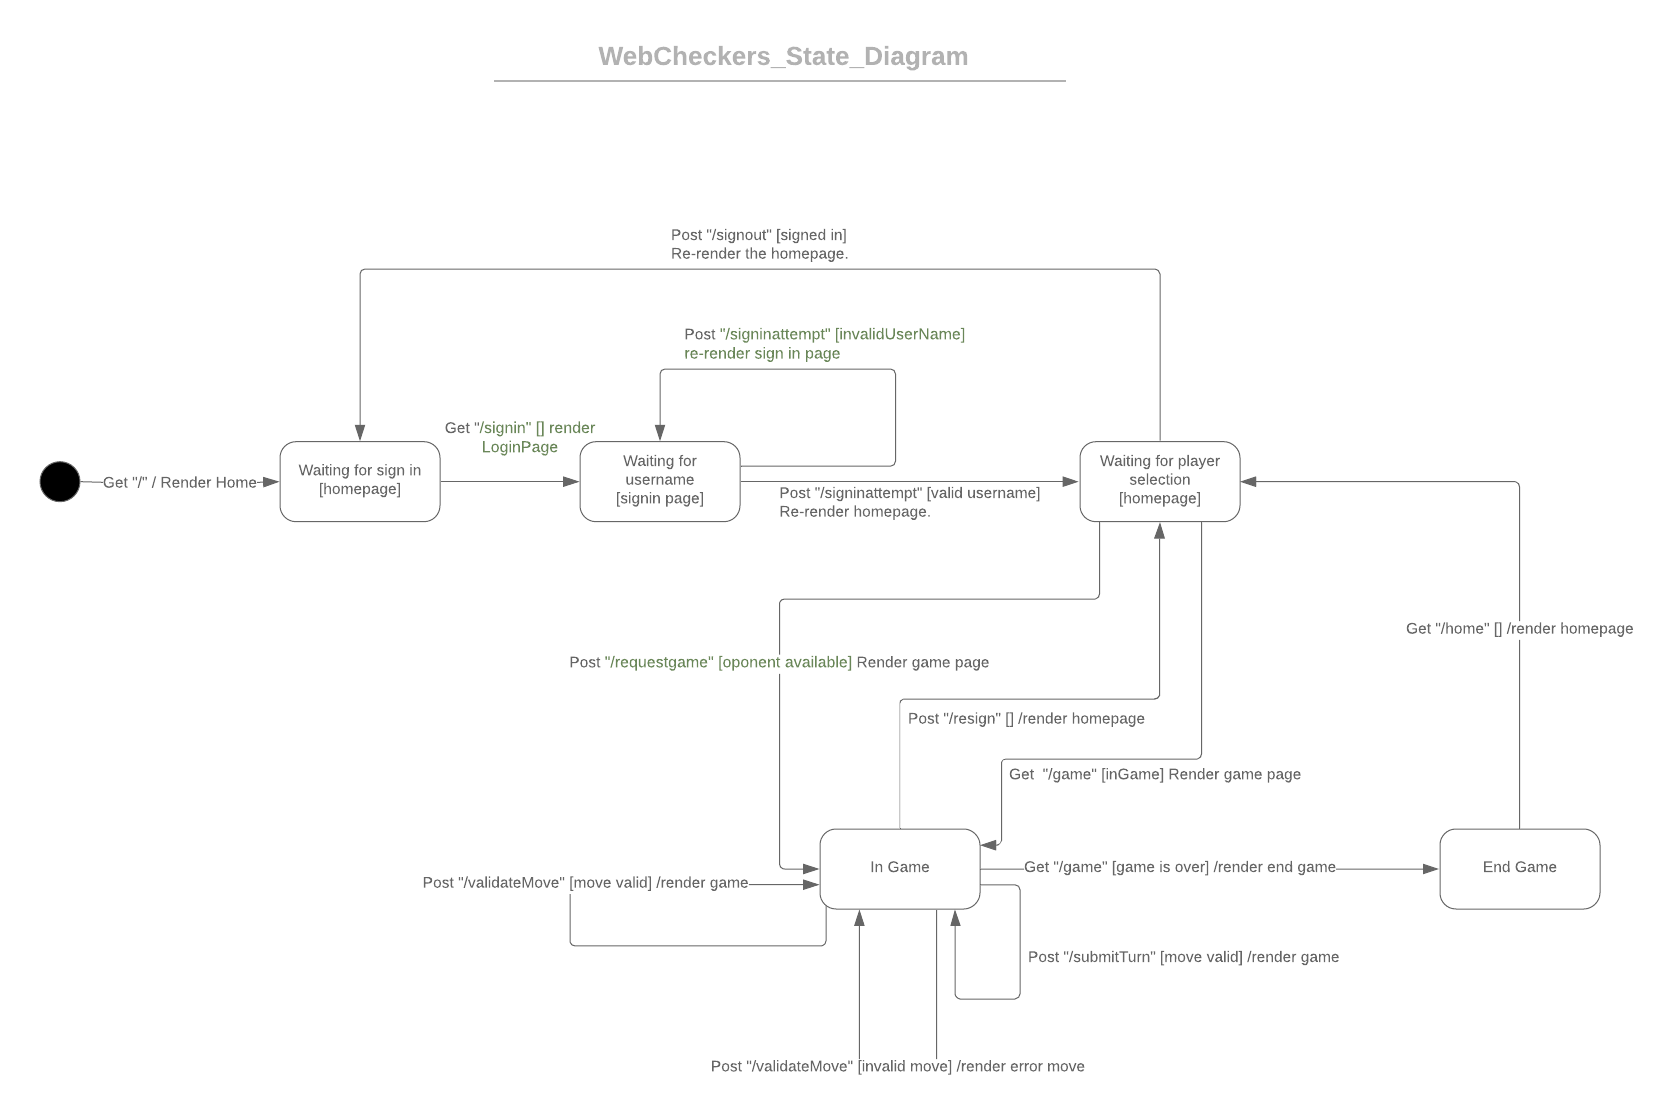 WebCheckers_State_Diagram
Post "/signout" [signed in]
Re-render the homepage.
Post "/signinattempt" [invalidUserName]
re-render sign in page
Get "/signin" [] render
LoginPage
Get "/" / Render Home
Waiting for sign in
[homepage]
Waiting for
username
[signin page]
Waiting for player
selection
[homepage]
Post "/signinattempt" [valid username]
Re-render homepage.
Get "/home" [] /render homepage
Post "/requestgame" [oponent available] Render game page
Post "/resign" [] /render homepage
Get  "/game" [inGame] Render game page
In Game
Get "/game" [game is over] /render end game
End Game
Post "/validateMove" [move valid] /render game
Post "/submitTurn" [move valid] /render game
Post "/validateMove" [invalid move] /render error move